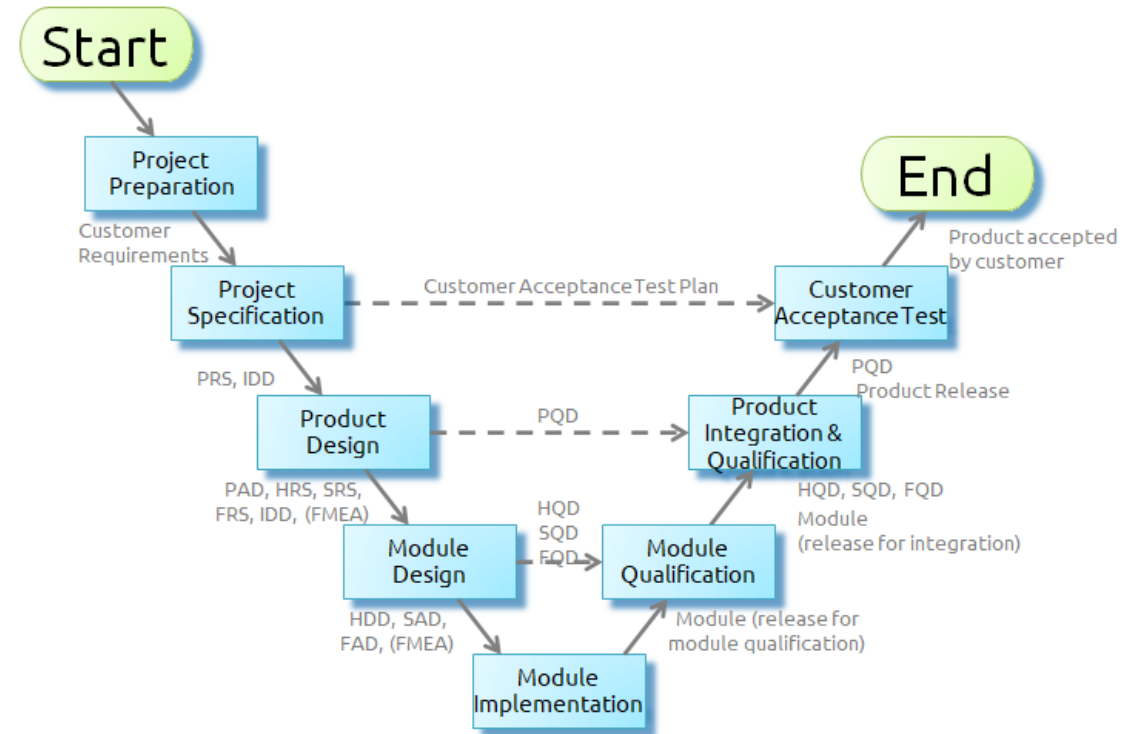 Start
Project
Preparation
End
Customer
Requirements
Product accepted
by customer
Project
Specification
Customer Acceptance Test Plan
Customer
Acceptance Test
PRS, IDD
PQD
Product Release
Product
Design
PQD
Product
Integration &
Qualification
PAD, HRS, SRS,
FRS, IDD, (FMEA)
HQD
SQD
FQD
HQD, SQD, FQD
Module
(release for integration)
Module
Design
Module
Qualification
HDD, SAD,
FAD, (FMEA)
Module (release for
module qualification)
Module
Implementation